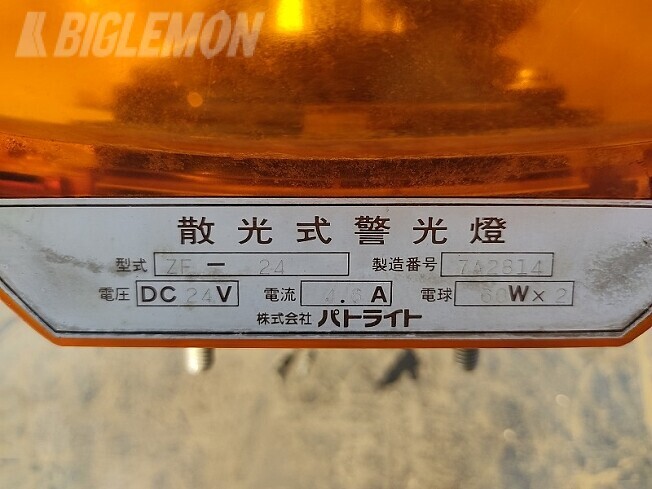 BIGLEMON
散光式警光燈
型式 ZF－24 製造番号 7A2814
電圧 DC24V 電流 A 電球 60W×2
株式会社 パトライト